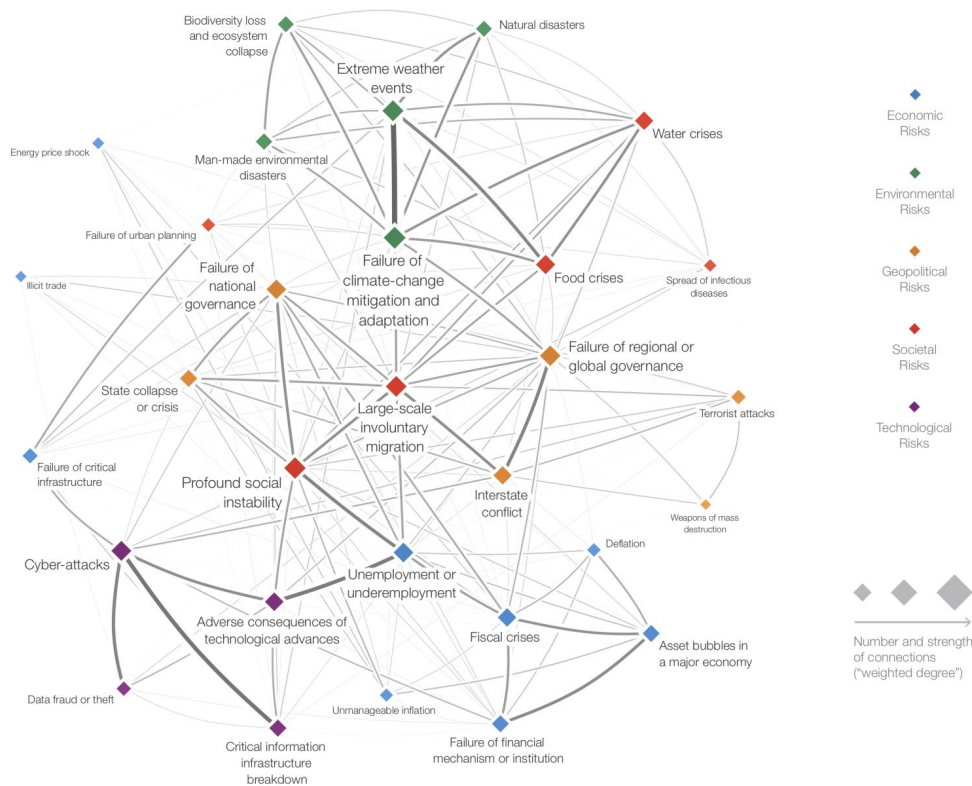 Biodiversity loss
and ecosystem
collapse
Natural disasters
Extreme weather
events
Water crises
Energy price shock
Man-made environmental
disasters
Failure of urban planning
Failure of
climate-change
mitigation and
adaptation
Food crises
Spread of infectious
diseases
Illicit trade
Failure of
national
governance
Failure of regional or
global governance
State collapse
or crisis
Large-scale
involuntary
migration
Terrorist attacks
Failure of critical
infrastructure
Profound social
instability
Interstate
conflict
Weapons of mass
destruction
Cyber-attacks
Unemployment or
underemployment
Deflation
Adverse consequences of
technological advances
Fiscal crises
Asset bubbles in
a major economy
Data fraud or theft
Unmanageable inflation
Critical information
infrastructure
breakdown
Failure of financial
mechanism or institution
Economic
Risks
Environmental
Risks
Geopolitical
Risks
Societal
Risks
Technological
Risks
Number and strength
of connections
(“weighted degree”)